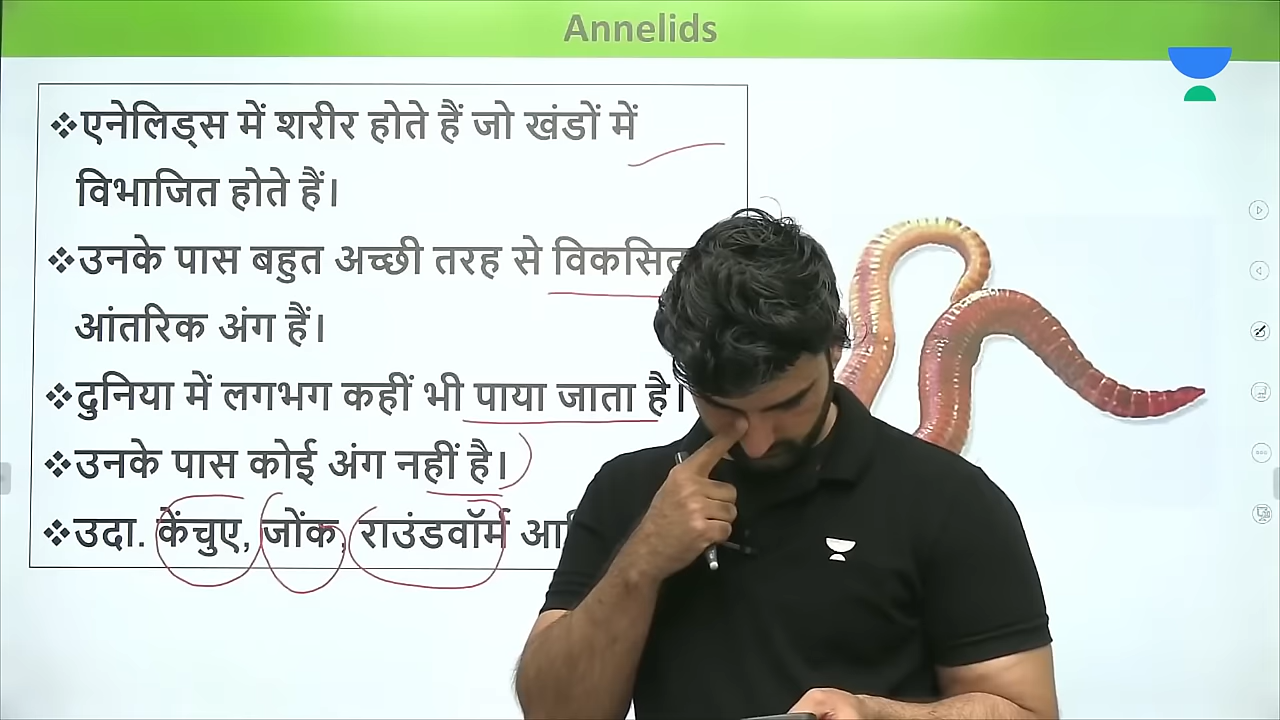 Annelids
❖एनेलिड्स में शरीर होते हैं जो खंडों में
विभाजित होते हैं।
❖उनके पास बहुत अच्छी तरह से विकसित
आंतरिक अंग हैं।
❖दुनिया में लगभग कहीं भी पाया जाता है।
❖उनके पास कोई अंग नहीं है।
❖उदा. केंचुए, जोंक, राउंडवॉर्म